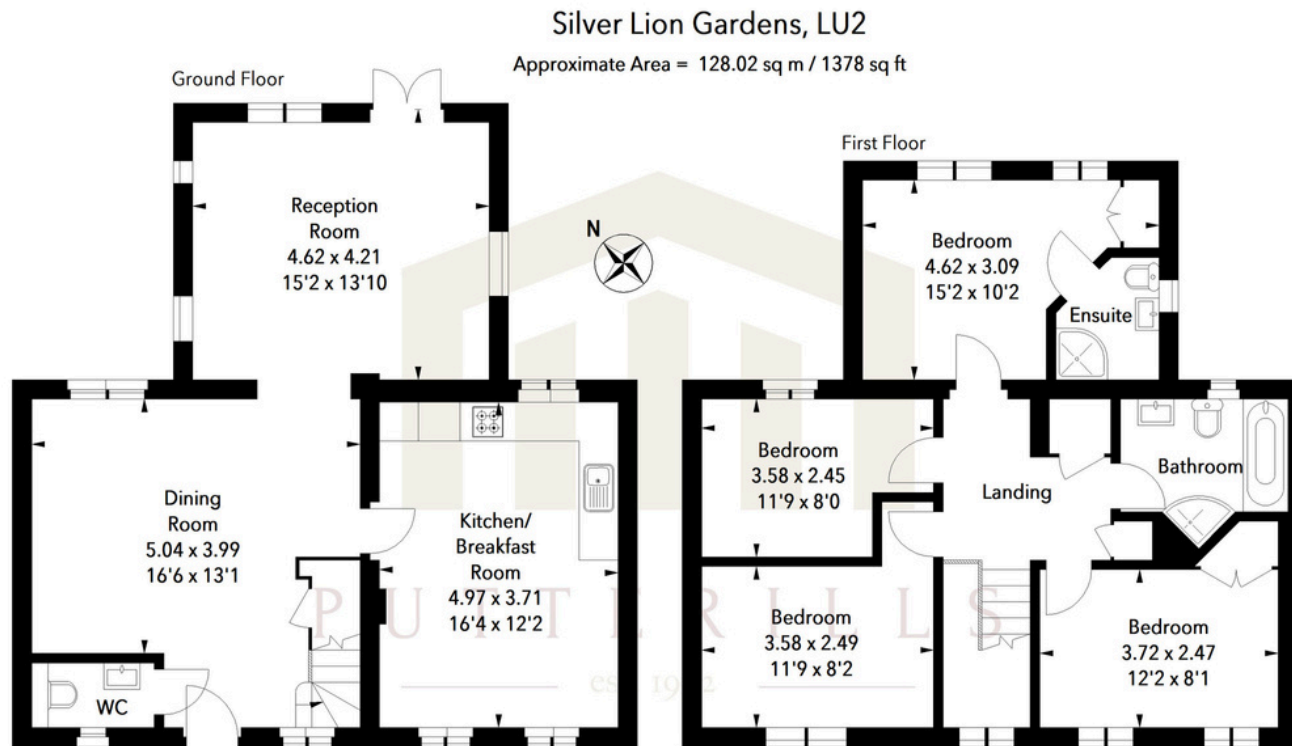 Silver Lion Gardens, LU2
Approximate Area = 128.02 sq m / 1378 sq ft
Ground Floor
Reception
Room
4.62 x 4.21
15'2 x 13'10
N
Dining
Room
5.04 x 3.99
16'6 x 13'1
Kitchen/
Breakfast
Room
4.97 x 3.71
16'4 x 12'2
WC
First Floor
Bedroom
4.62 x 3.09
15'2 x 10'2
Ensuite
Bedroom
3.58 x 2.45
11'9 x 8'0
Landing
Bathroom
Bedroom
3.58 x 2.49
11'9 x 8'2
Bedroom
3.72 x 2.47
12'2 x 8'1
PUTTERILLS
est.